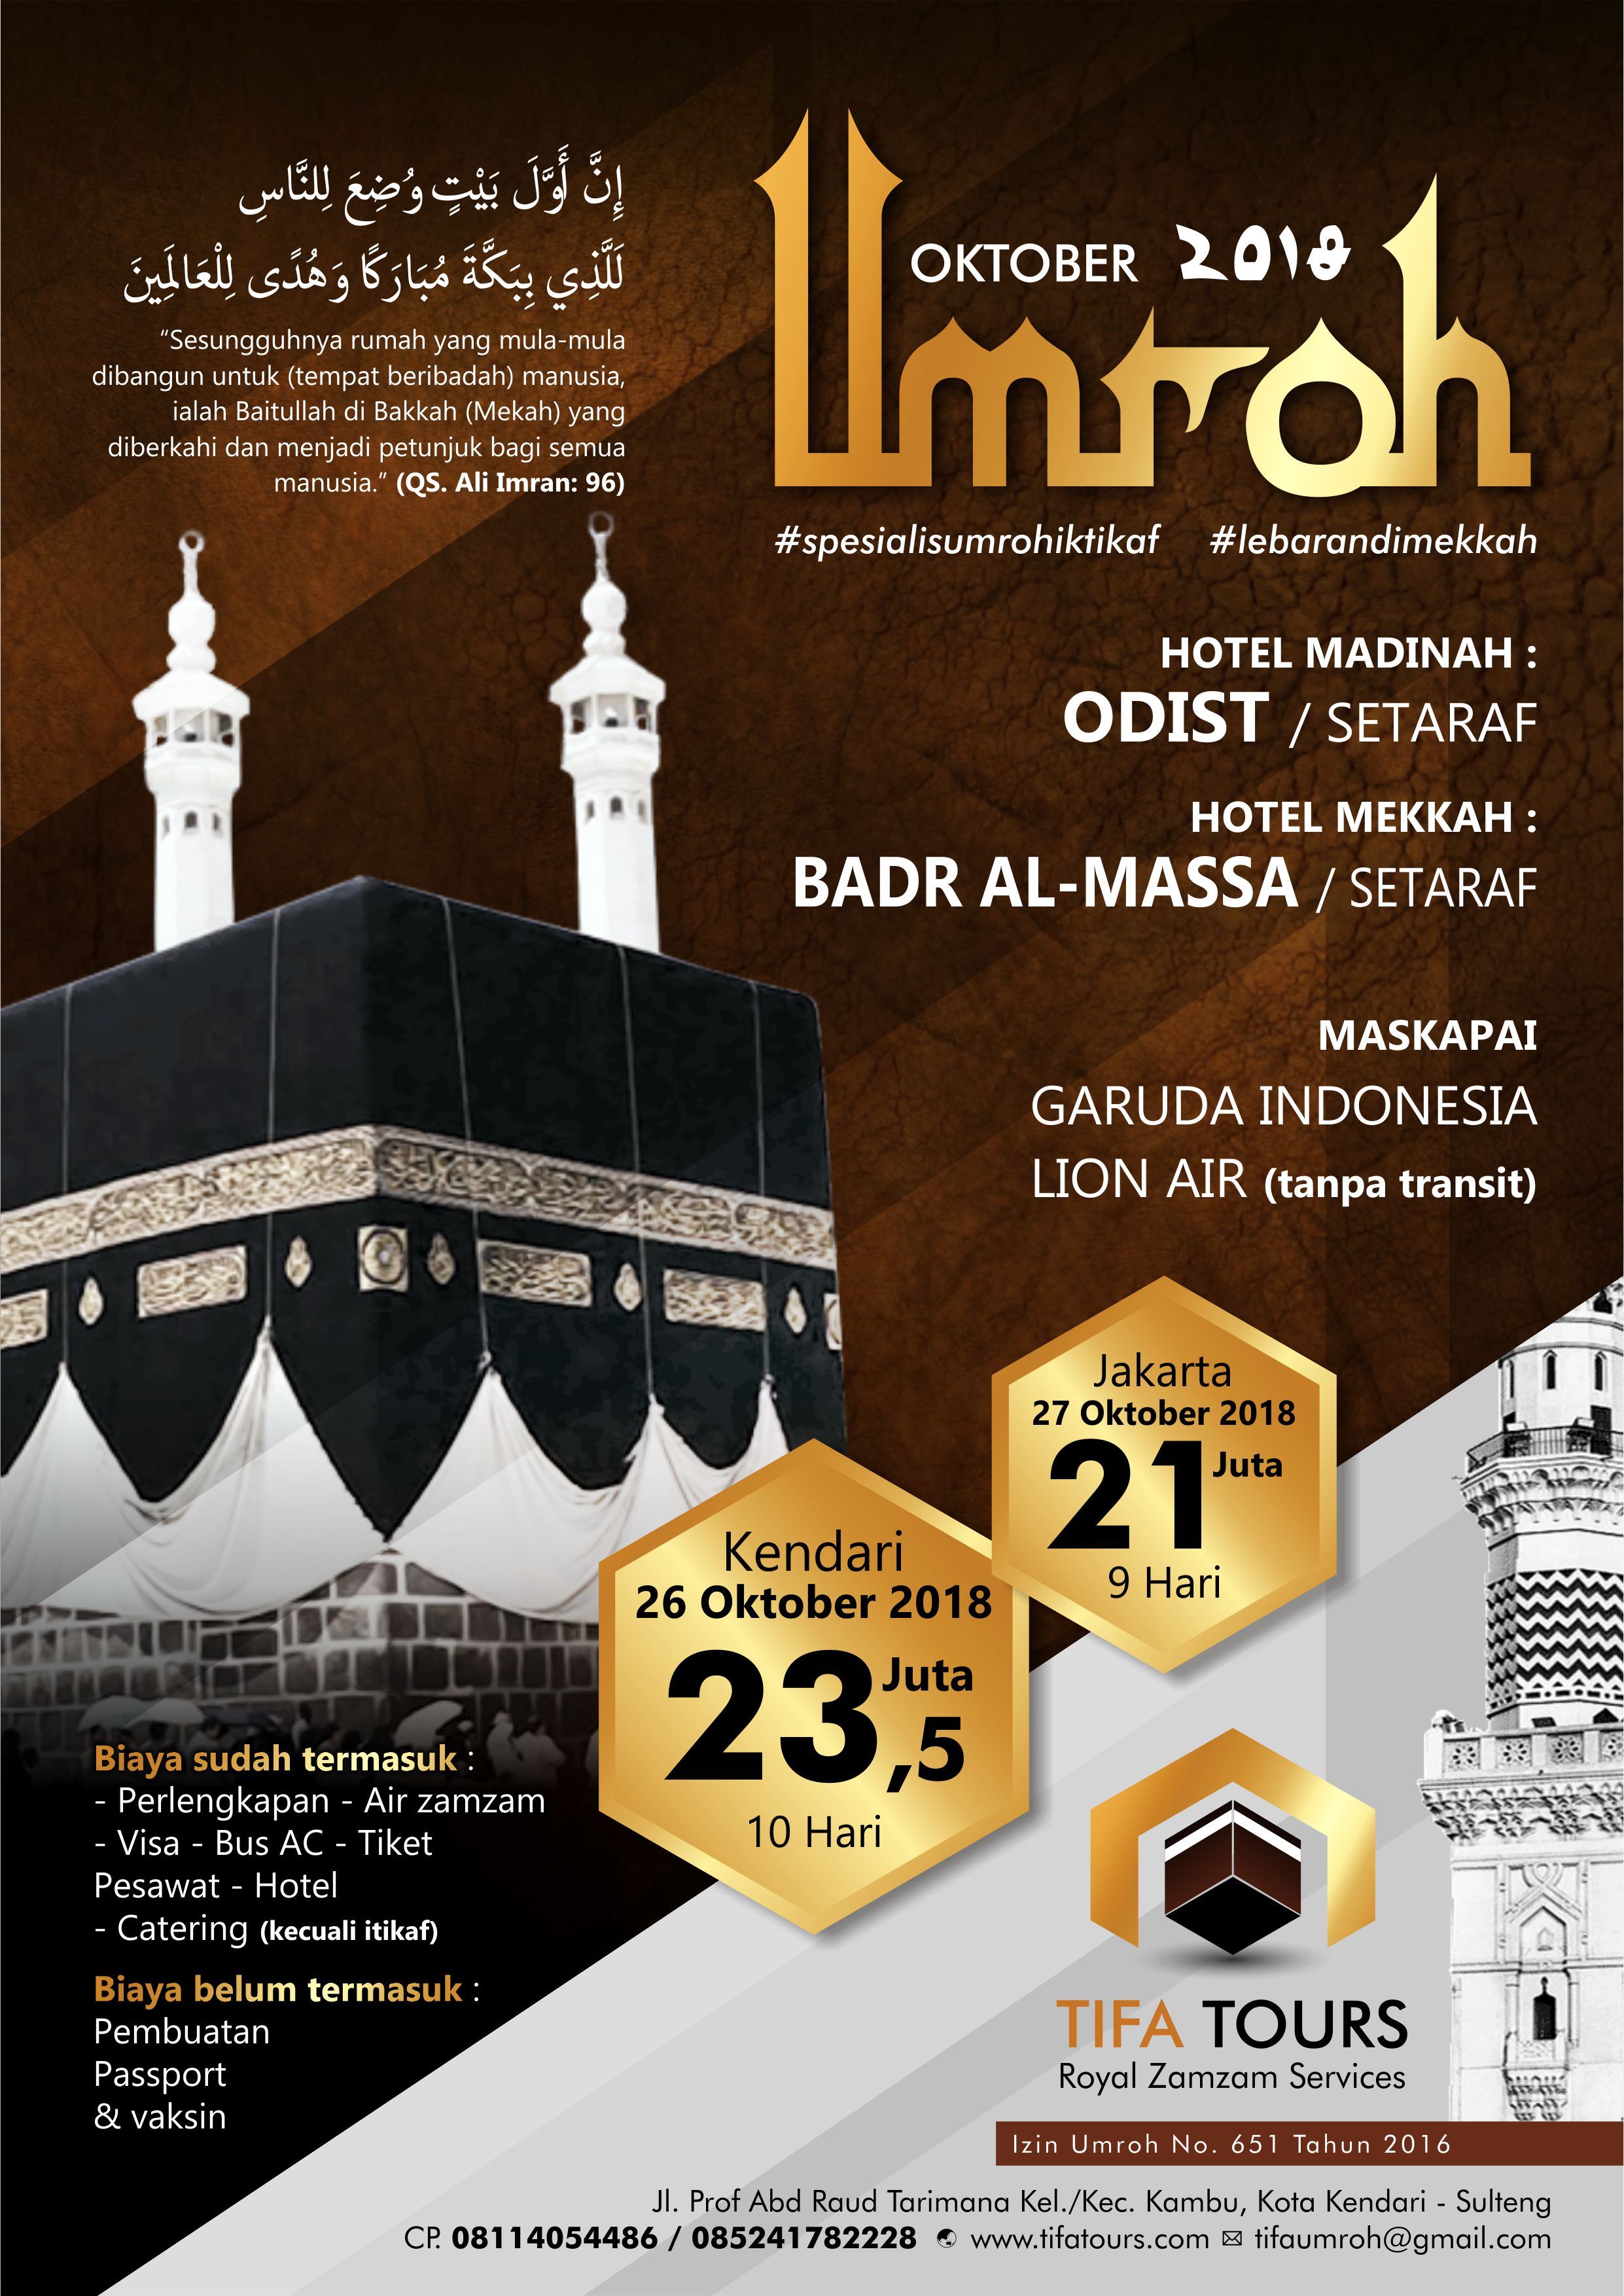 إِنَّ أَوَّلَ بَيْتٍ وُضِعَ لِلنَّاسِ
لَلَّذِي بِبَكَّةَ مُبَارَكًا وَهُدًى لِلْعَالَمِينَ
“Sesungguhnya rumah yang mula-mula
dibangun untuk (tempat beribadah) manusia,
ialah Baitullah di Bakkah (Mekah) yang
diberkahi dan menjadi petunjuk bagi semua
manusia.” (QS. Ali Imran: 96)
OKTOBER 2018
Umroh
#spesialisumrohiktikaf #lebarandimekkah
HOTEL MADINAH :
ODIST / SETARAF
HOTEL MEKKAH :
BADR AL-MASSA / SETARAF
MASKAPAI
GARUDA INDONESIA
LION AIR (tanpa transit)
Jakarta
27 Oktober 2018
21 Juta
9 Hari
Kendari
26 Oktober 2018
23,5 Juta
10 Hari
Biaya sudah termasuk :
- Perlengkapan - Air zamzam
- Visa - Bus AC - Tiket
Pesawat - Hotel
- Catering (kecuali itikaf)
Biaya belum termasuk :
Pembuatan
Passport
& vaksin
TIFA TOURS
Royal Zamzam Services
Izin Umroh No. 651 Tahun 2016
Jl. Prof Abd Raud Tarimana Kel./Kec. Kambu, Kota Kendari - Sulteng
CP. 08114054486 / 085241782228 www.tifatours.com tifaumroh@gmail.com